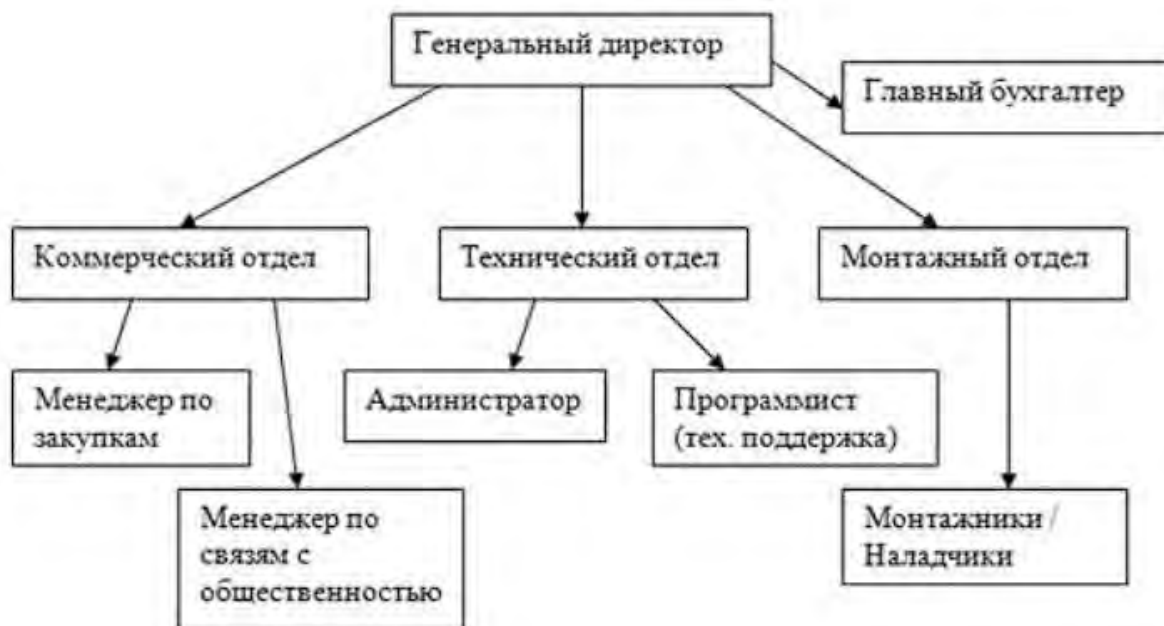 Генеральный директор
Главный бухгалтер
Коммерческий отдел
Технический отдел
Монтажный отдел
Менеджер по
закупкам
Администратор
Программист
(тех. поддержка)
Менеджер по
связям с
общественностью
Монтажники /
Наладчики